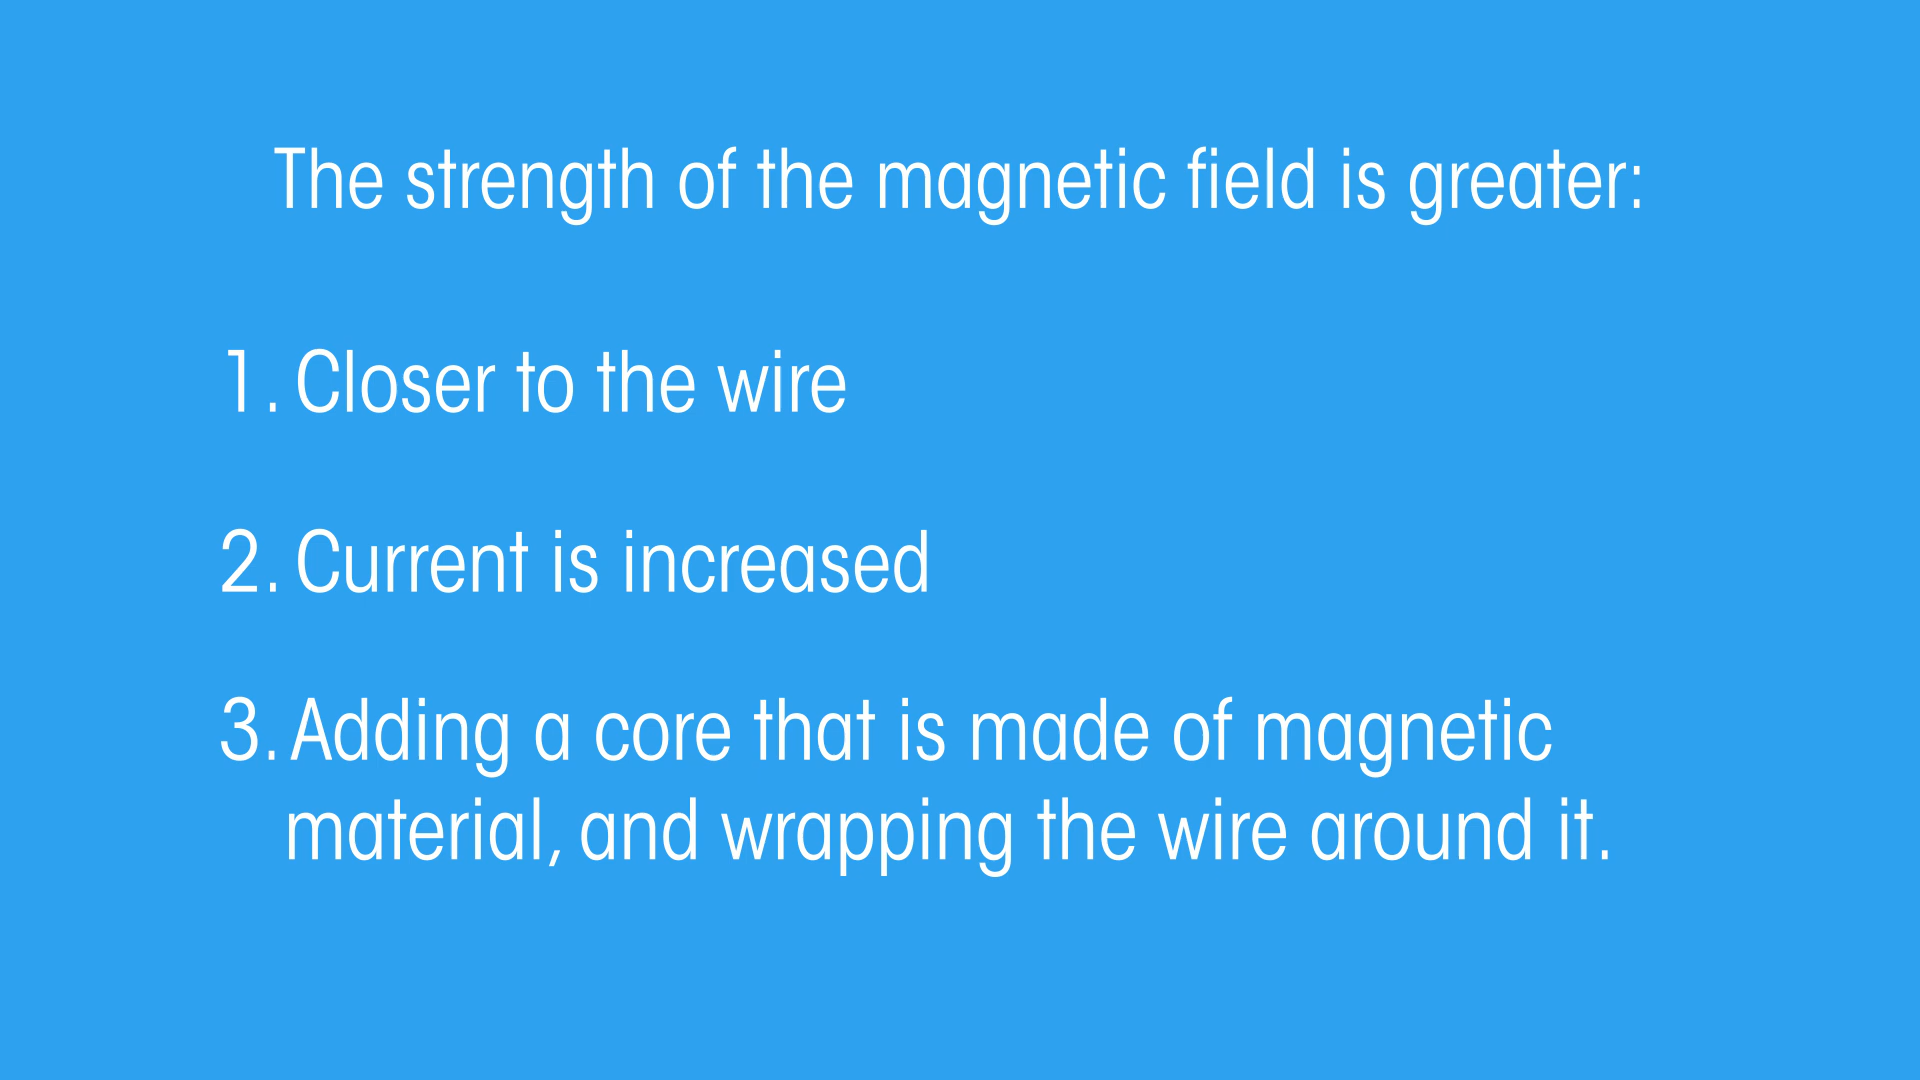 The strength of the magnetic field is greater:
1. Closer to the wire
2. Current is increased
3. Adding a core that is made of magnetic
material, and wrapping the wire around it.